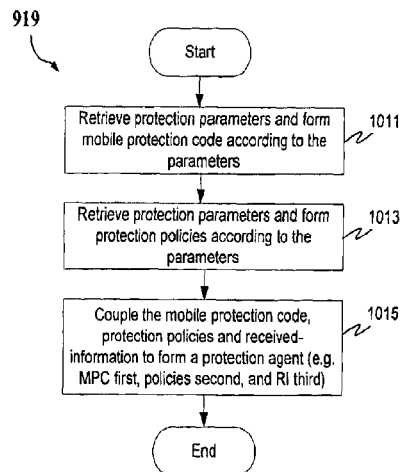 919
Start
Retrieve protection parameters and form
mobile protection code according to the
parameters
1011
Retrieve protection parameters and form
protection policies according to the
parameters
1013
Couple the mobile protection code,
protection policies and received-
information to form a protection agent (e.g.
MPC first, policies second, and RI third)
1015
End